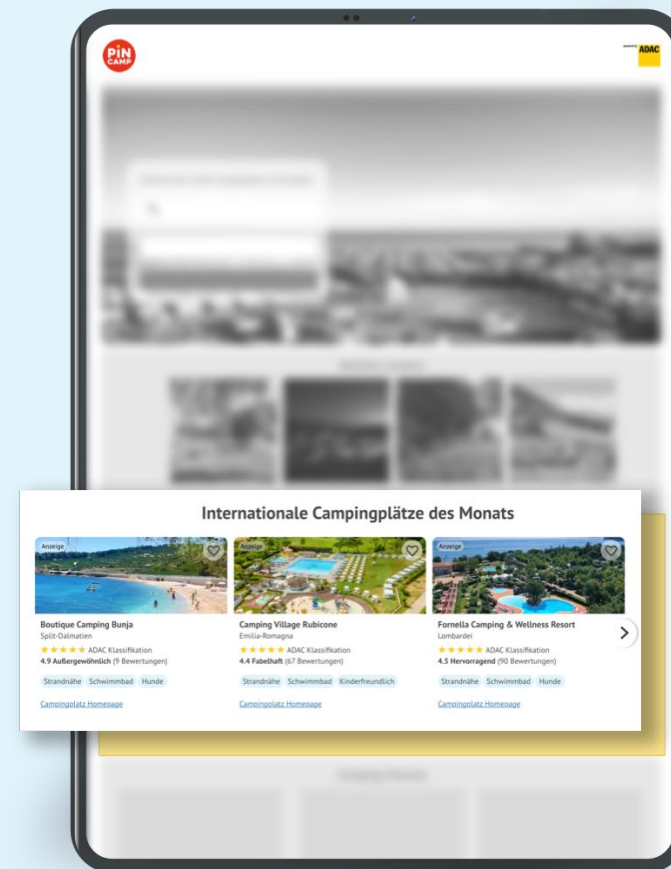 PiN
CAMP
powered by ADAC
Internationale Campingplätze des Monats
Anzeige
Anzeige
Anzeige
Boutique Camping Bunja
Split-Dalmatien
ADAC Klassifikation
4.9 Außergewöhnlich (9 Bewertungen)
Strandnähe Schwimmbad Hunde
Campingplatz Homepage
Camping Village Rubicone
Emilia-Romagna
ADAC Klassifikation
4.4 Fabelhaft (67 Bewertungen)
Strandnähe Schwimmbad Kinderfreundlich
Campingplatz Homepage
Fornella Camping & Wellness Resort
Lombardei
ADAC Klassifikation
4.5 Hervorragend (90 Bewertungen)
Strandnähe Schwimmbad Hunde
Campingplatz Homepage